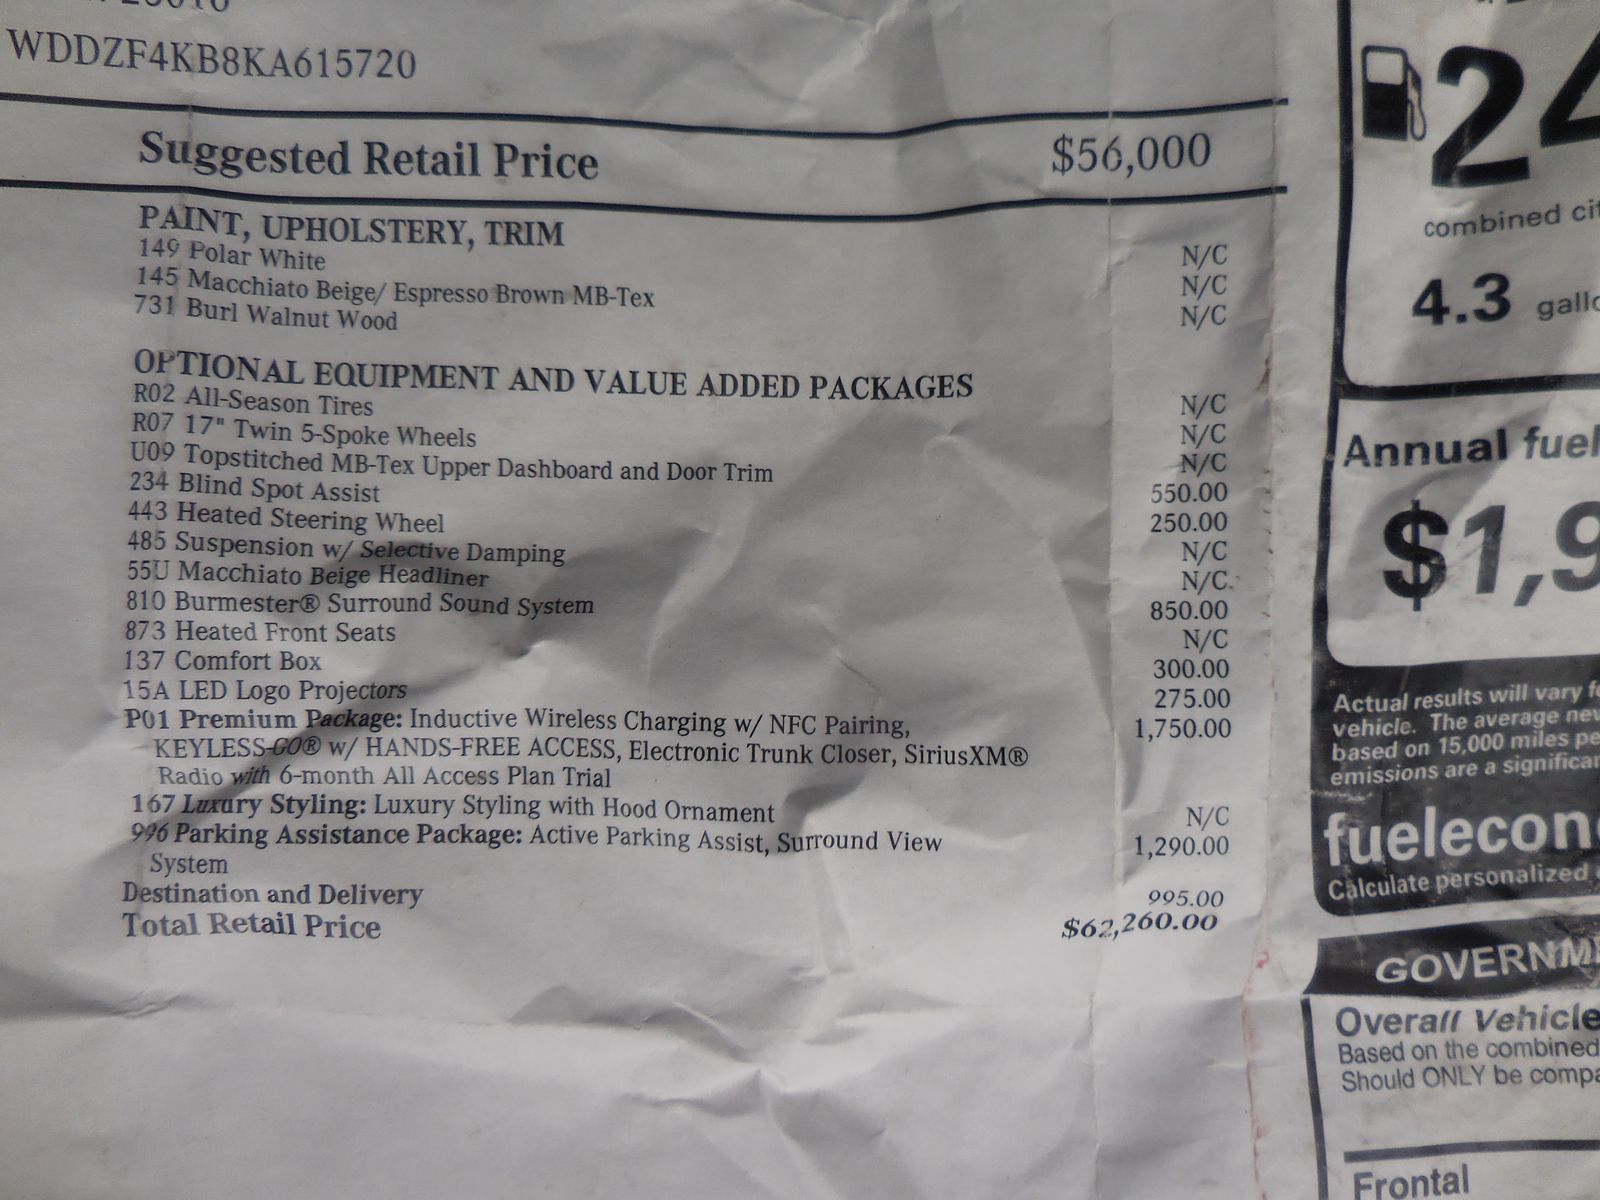 WDDZF4KB8KA615720
Suggested Retail Price $56,000
PAINT, UPHOLSTERY, TRIM
149 Polar White N/C
145 Macchiato Beige/ Espresso Brown MB-Tex N/C
731 Burl Walnut Wood N/C
OPTIONAL EQUIPMENT AND VALUE ADDED PACKAGES
R02 All-Season Tires N/C
R07 17" Twin 5-Spoke Wheels N/C
U09 Topstitched MB-Tex Upper Dashboard and Door Trim N/C
234 Blind Spot Assist 550.00
443 Heated Steering Wheel 250.00
485 Suspension w/ Selective Damping N/C
55U Macchiato Beige Headliner N/C
810 Burmester® Surround Sound System 850.00
873 Heated Front Seats N/C
137 Comfort Box 300.00
15A LED Logo Projectors 275.00
P01 Premium Package: Inductive Wireless Charging w/ NFC Pairing, 1,750.00
KEYLESS-GO® w/ HANDS-FREE ACCESS, Electronic Trunk Closer, SiriusXM®
Radio with 6-month All Access Plan Trial
167 Luxury Styling: Luxury Styling with Hood Ornament N/C
996 Parking Assistance Package: Active Parking Assist, Surround View 1,290.00
System
Destination and Delivery 995.00
Total Retail Price $62,260.00
24
combined cit
4.3 gallo
Annual fuel
$1,9
Actual results will vary f
vehicle. The average new
based on 15,000 miles pe
emissions are a significan
fuelecono
Calculate personalized
GOVERNME
Overall Vehicle
Based on the combined
Should ONLY be compa
Frontal